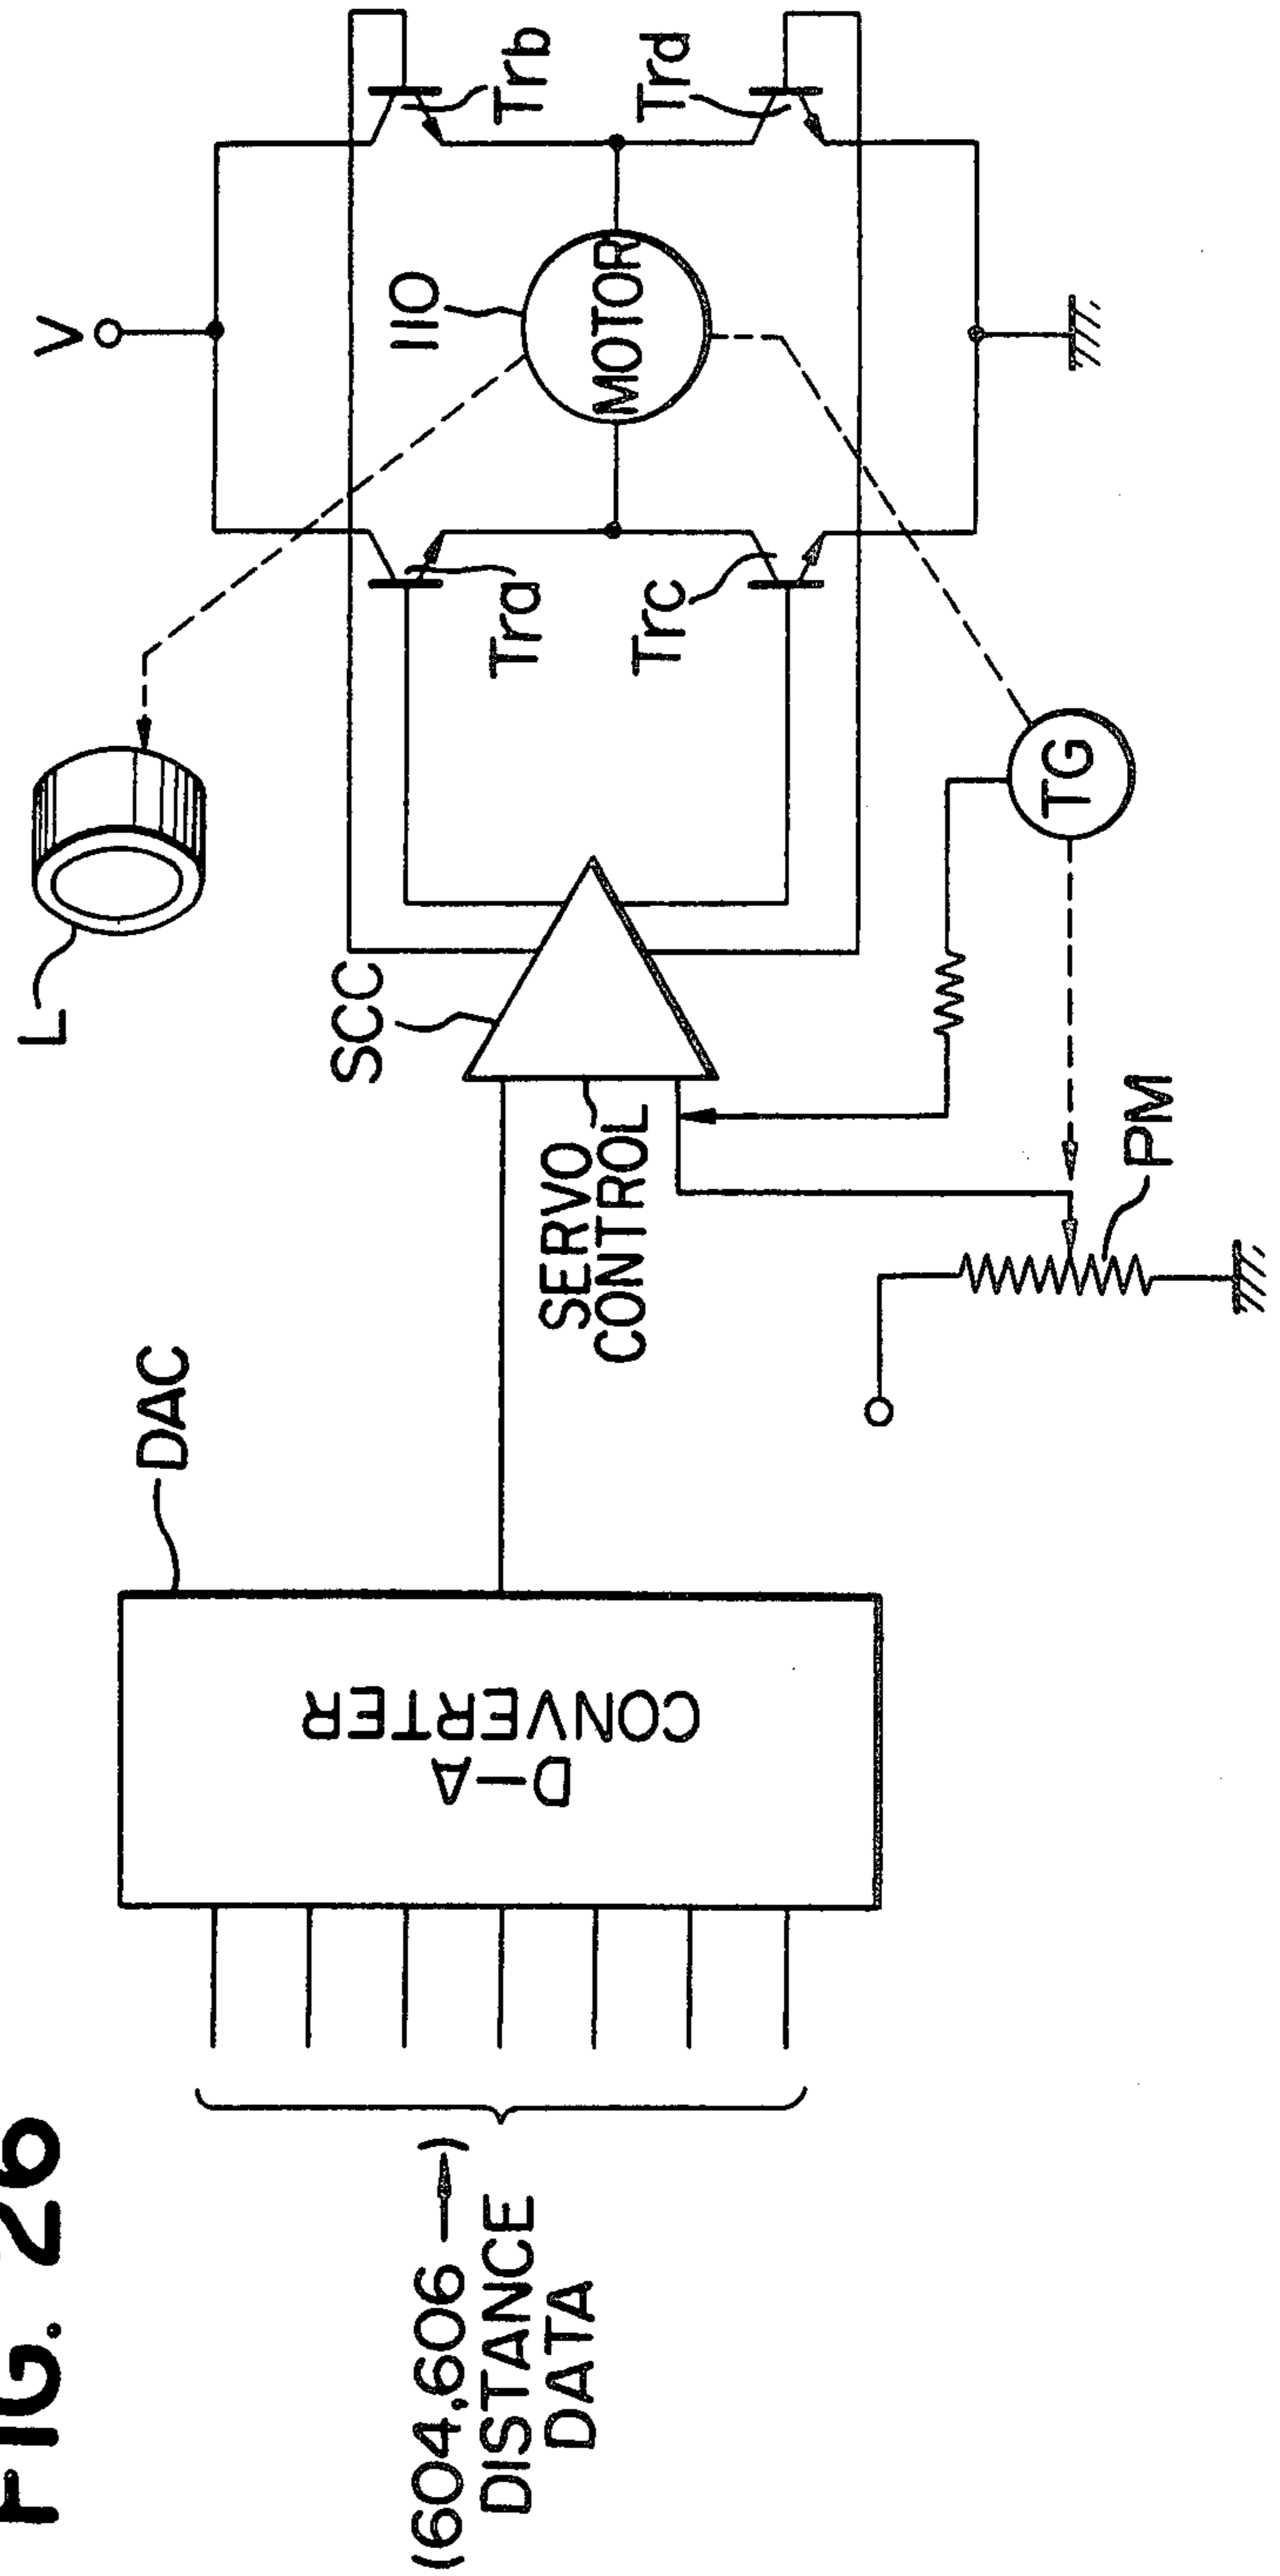 FIG. 26
(604,606→)
DISTANCE
DATA
D-A
CONVERTER
DAC
SERVO
CONTROL
SCC
L
PM
TG
Tra
Trc
V
110
MOTOR
Trb
Trd